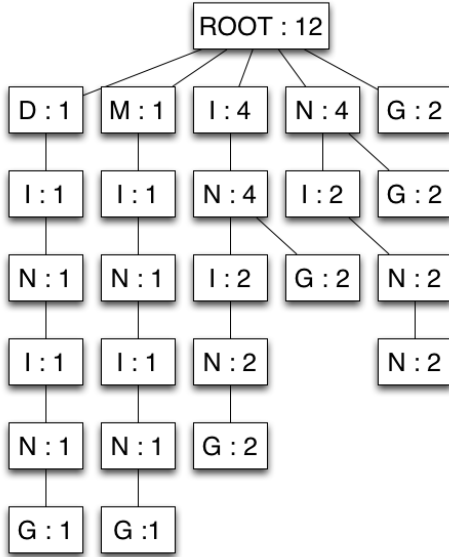 ROOT : 12
D : 1 M : 1 I : 4 N : 4 G : 2
I : 1 I : 1 N : 4 I : 2 G : 2
N : 1 N : 1 I : 2 G : 2 N : 2
I : 1 I : 1 N : 2 N : 2
N : 1 N : 1 G : 2
G : 1 G :1